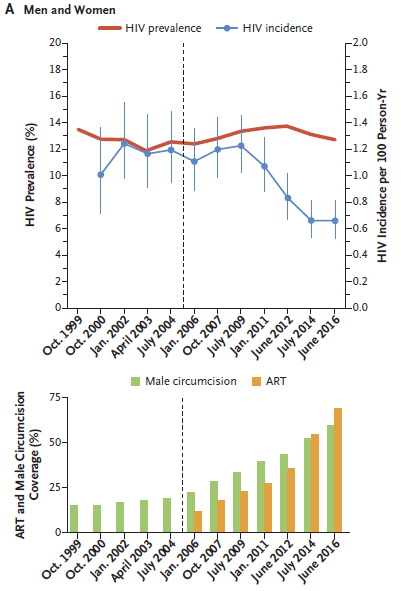 A Men and Women
HIV prevalence HIV incidence
20 2.0
18 1.8
16 1.6
14 1.4
12 1.2
10 1.0
8 0.8
6 0.6
4 0.4
2 0.2
0 0.0
HIV Prevalence (%)
HIV Incidence per 100 Person-Yr
Oct. 1999
Oct. 2000
Jan. 2002
April 2003
July 2004
Jan. 2006
Oct. 2007
July 2009
Jan. 2011
June 2012
July 2014
June 2016
Male circumcision ART
75
50
25
0
ART and Male Circumcision
Coverage (%)
Oct. 1999
Oct. 2000
Jan. 2002
April 2003
July 2004
Jan. 2006
Oct. 2007
July 2009
Jan. 2011
June 2012
July 2014
June 2016